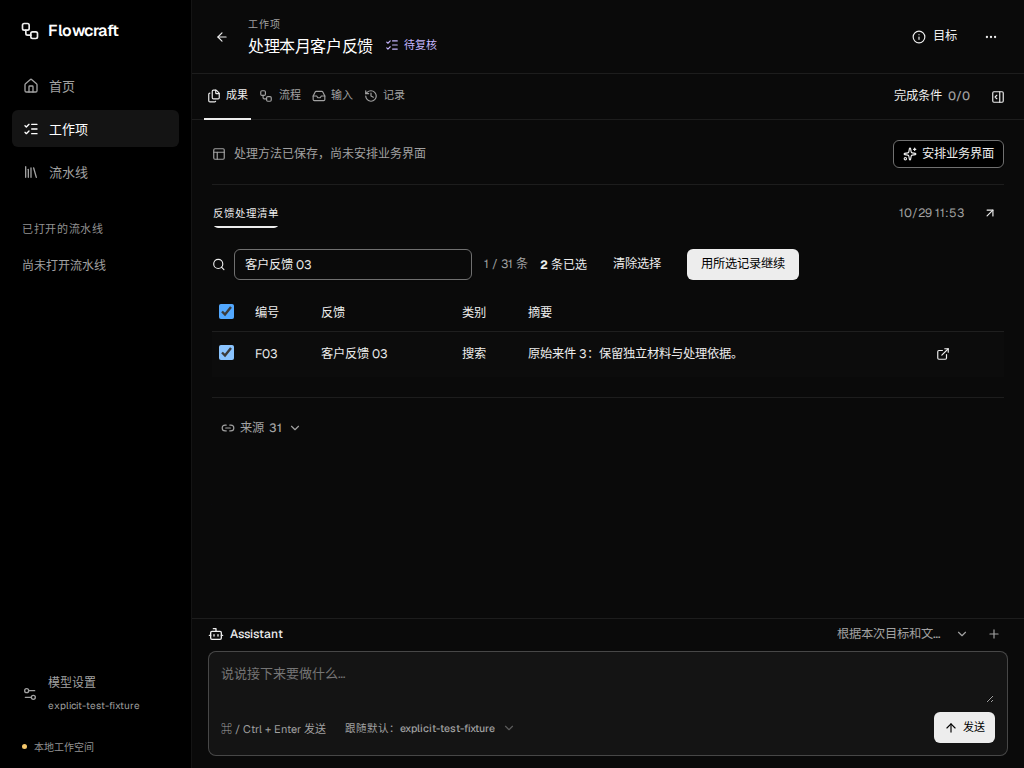 Flowcraft
首页
工作项
流水线
已打开的流水线
尚未打开流水线
模型设置
explicit-test-fixture
本地工作空间
工作项
处理本月客户反馈
待复核
目标
成果
流程
输入
记录
完成条件 0/0
处理方法已保存，尚未安排业务界面
安排业务界面
反馈处理清单
10/29 11:53
客户反馈 03
1 / 31 条
2 条已选
清除选择
用所选记录继续
编号 反馈 类别 摘要
F03 客户反馈 03 搜索 原始来件 3：保留独立材料与处理依据。
来源 31
Assistant
根据本次目标和文…
说说接下来要做什么…
⌘ / Ctrl + Enter 发送
跟随默认：explicit-test-fixture
发送